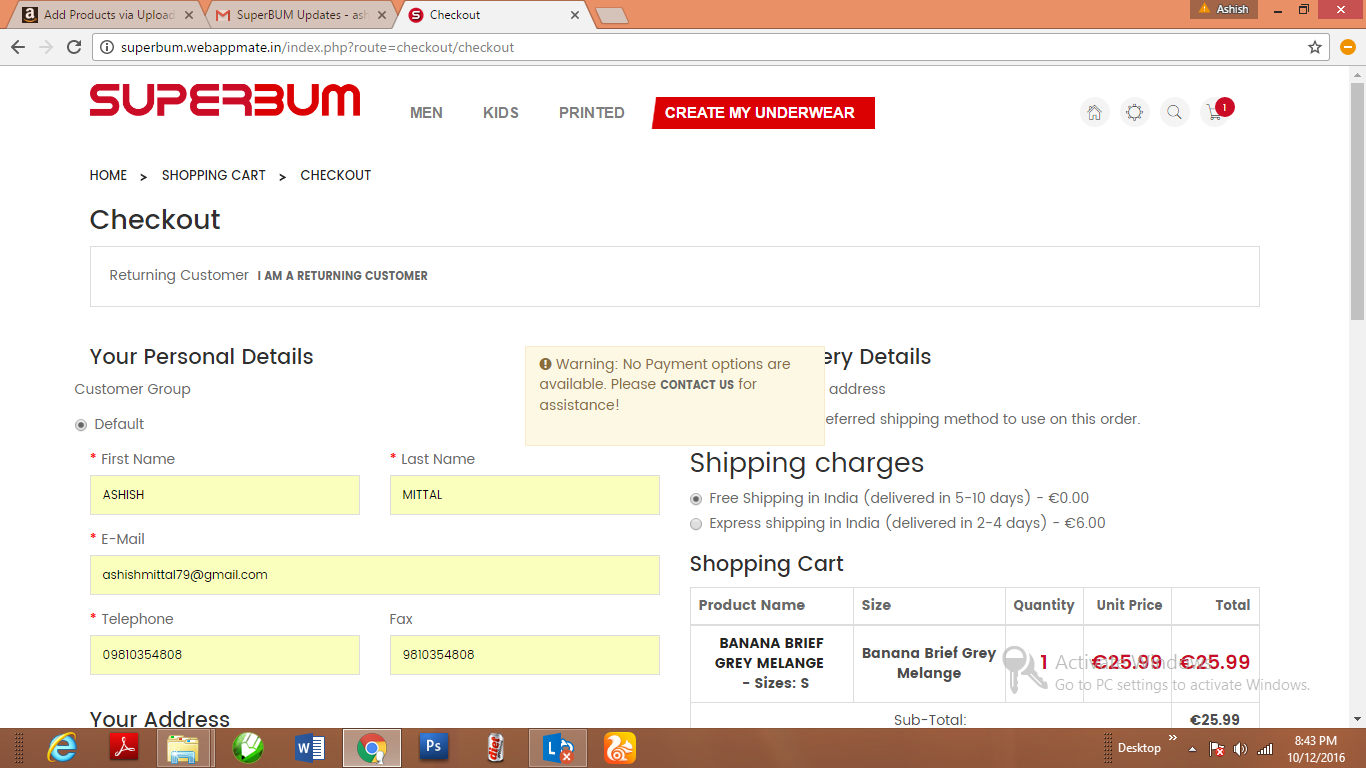 Add Products via Upload
SuperBUM Updates - ash
Checkout
Ashish
superbum.webappmate.in/index.php?route=checkout/checkout
SUPERBUM
MEN
KIDS
PRINTED
CREATE MY UNDERWEAR
1
HOME > SHOPPING CART > CHECKOUT
Checkout
Returning Customer I AM A RETURNING CUSTOMER
Your Personal Details
Customer Group
Default
* First Name
* Last Name
ASHISH
MITTAL
* E-Mail
ashishmittal79@gmail.com
* Telephone
Fax
09810354808
9810354808
Your Address
Warning: No Payment options are
available. Please CONTACT US for
assistance!
ery Details
address
eferred shipping method to use on this order.
Shipping charges
Free Shipping in India (delivered in 5-10 days) - €0.00
Express shipping in India (delivered in 2-4 days) - €6.00
Shopping Cart
Product Name Size Quantity Unit Price Total
BANANA BRIEF
GREY MELANGE
- Sizes: S
Banana Brief Grey
Melange
1 €25.99 €25.99
Sub-Total: €25.99
Activate Windows
Go to PC settings to activate Windows.
Desktop
8:43 PM
10/12/2016